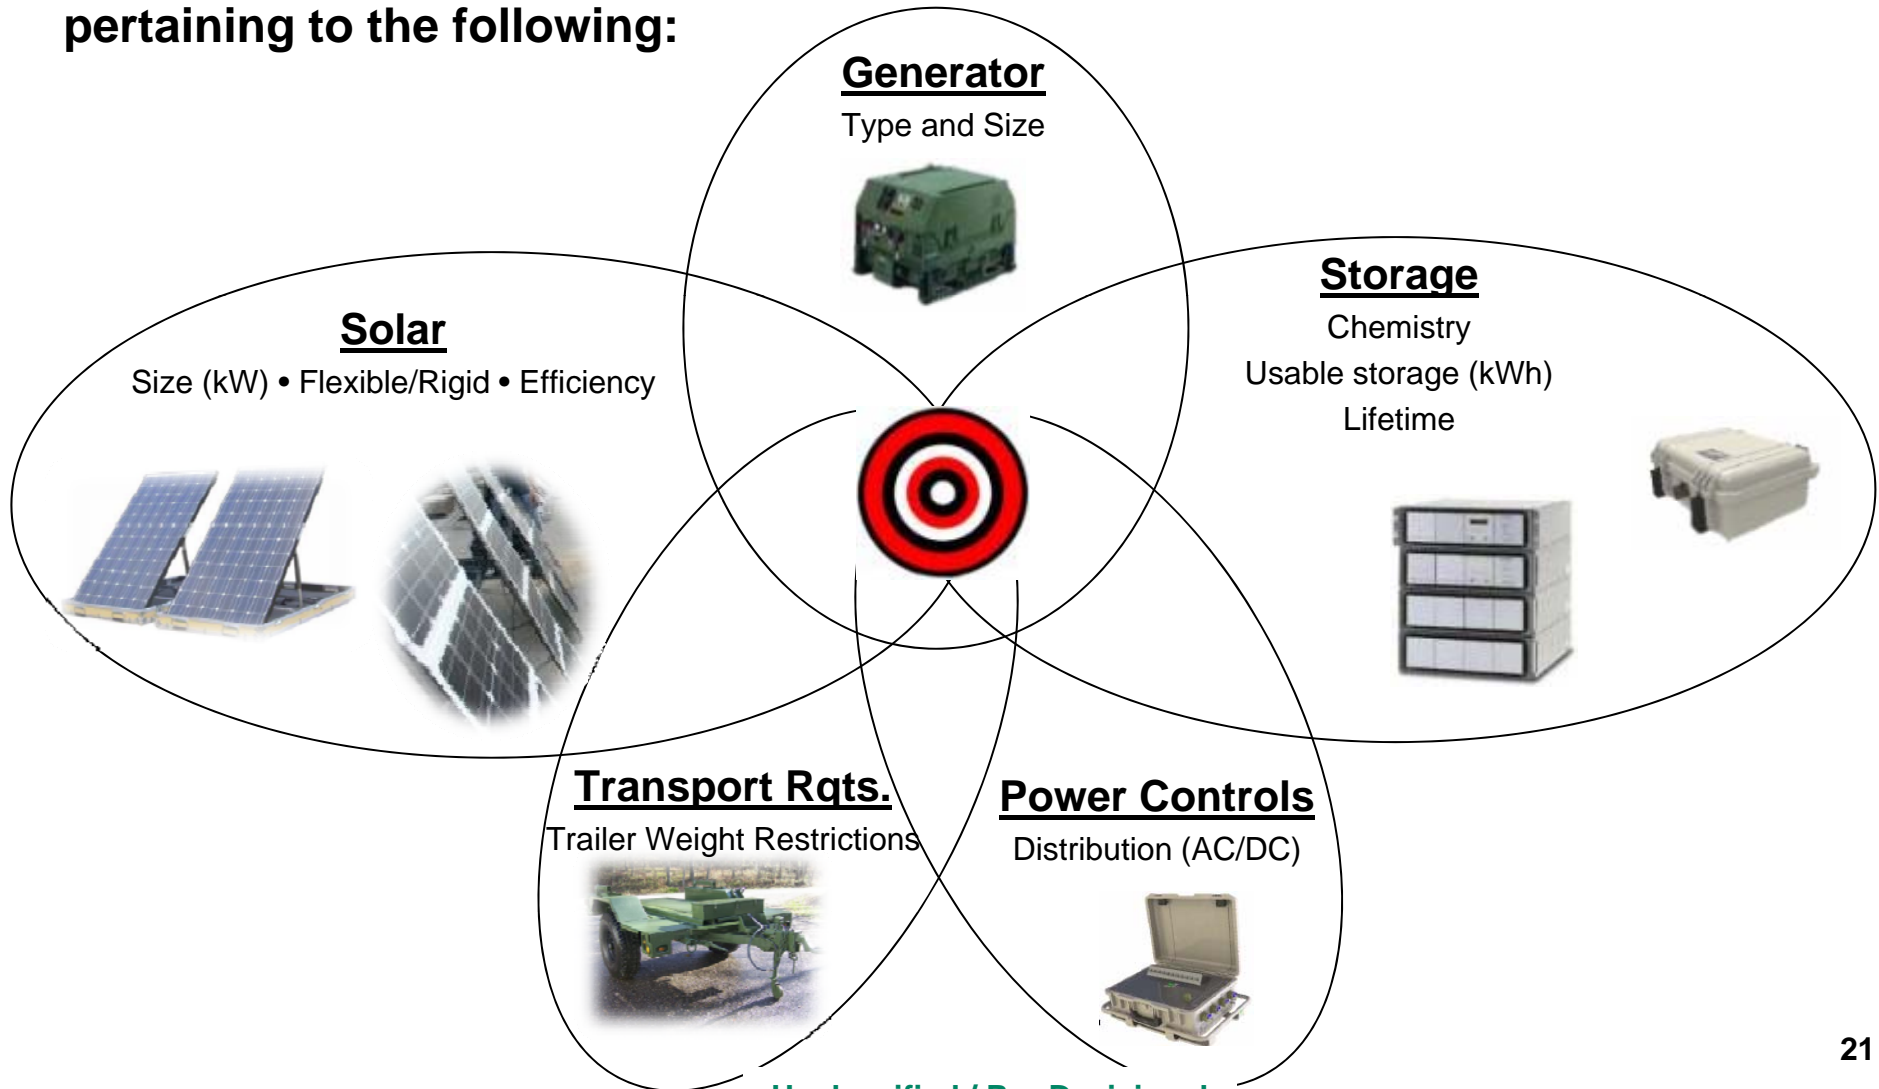 pertaining to the following:
Generator
Type and Size
Storage
Chemistry
Usable storage (kWh)
Lifetime
Solar
Size (kW) • Flexible/Rigid • Efficiency
Transport Rqts.
Trailer Weight Restrictions
Power Controls
Distribution (AC/DC)
21